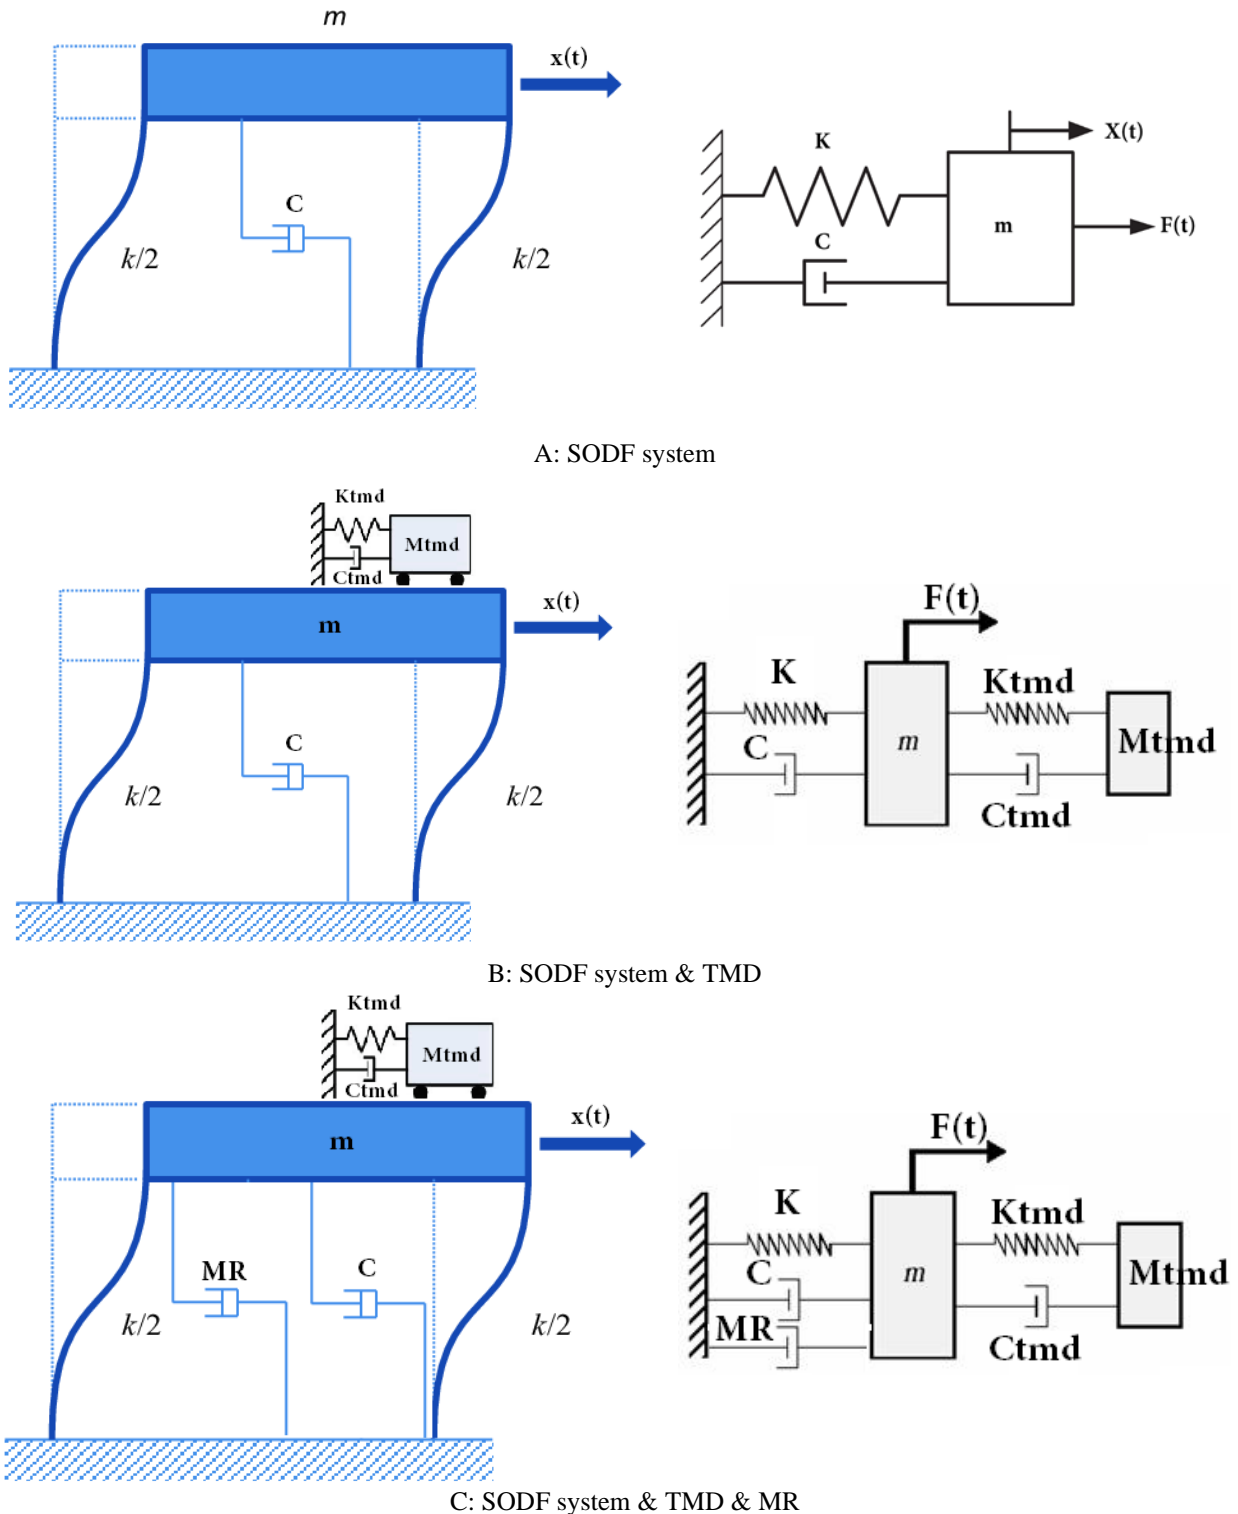 m
x(t)
C
k/2
k/2
K
X(t)
m
F(t)
C
A: SODF system
Ktmd
Mtmd
Ctmd
m
x(t)
C
k/2
k/2
F(t)
K
Ktmd
m
Mtmd
C
Ctmd
B: SODF system & TMD
Ktmd
Mtmd
Ctmd
m
x(t)
MR
C
k/2
k/2
F(t)
K
Ktmd
C
m
Mtmd
MR
Ctmd
C: SODF system & TMD & MR